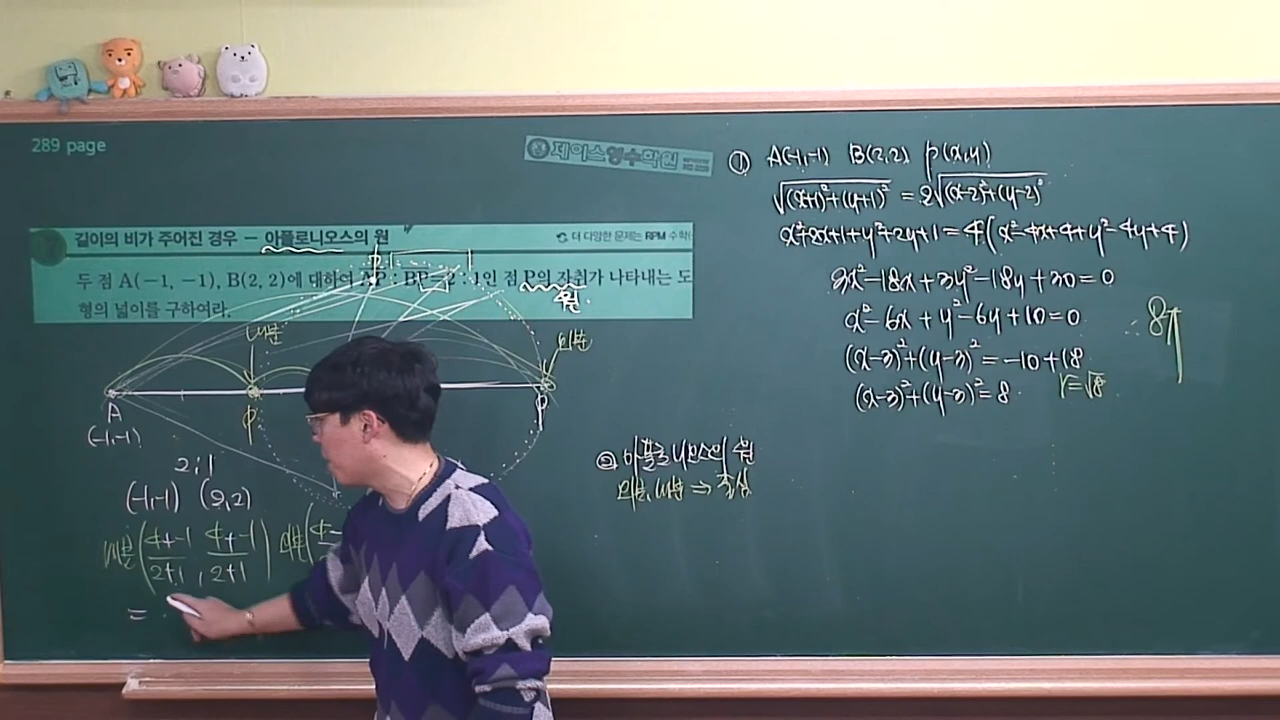 289 page
제이스영수학원
길이의 비가 주어진 경우 – 아폴로니오스의 원
더 다양한 문제는 RPM 수학
두 점 A(−1, −1), B(2, 2)에 대하여 AP : BP = 2 : 1인 점 P의 자취가 나타내는 도
형의 넓이를 구하여라.
원.
내분
외분
A
P
P
(-1,-1)
2:1
(-1,-1) (2,2)
내분(4+-1/2+1, 4+-1/2+1) 외분(4-
=
① A(-1,-1) B(2,2) P(x,y)
√(x+1)²+(y+1)² = 2√(x-2)²+(y-2)²
x²+2x+1+y²+2y+1=4(x²-4x+4+y²-4y+4)
3x²-18x+3y²-18y+30=0
x²-6x+y²-6y+10=0
(x-3)²+(y-3)²=-10+18
(x-3)²+(y-3)²=8 r=√8
∴ 8π
② 아폴로니오스의 원
외분, 내분 ⇒ 중심